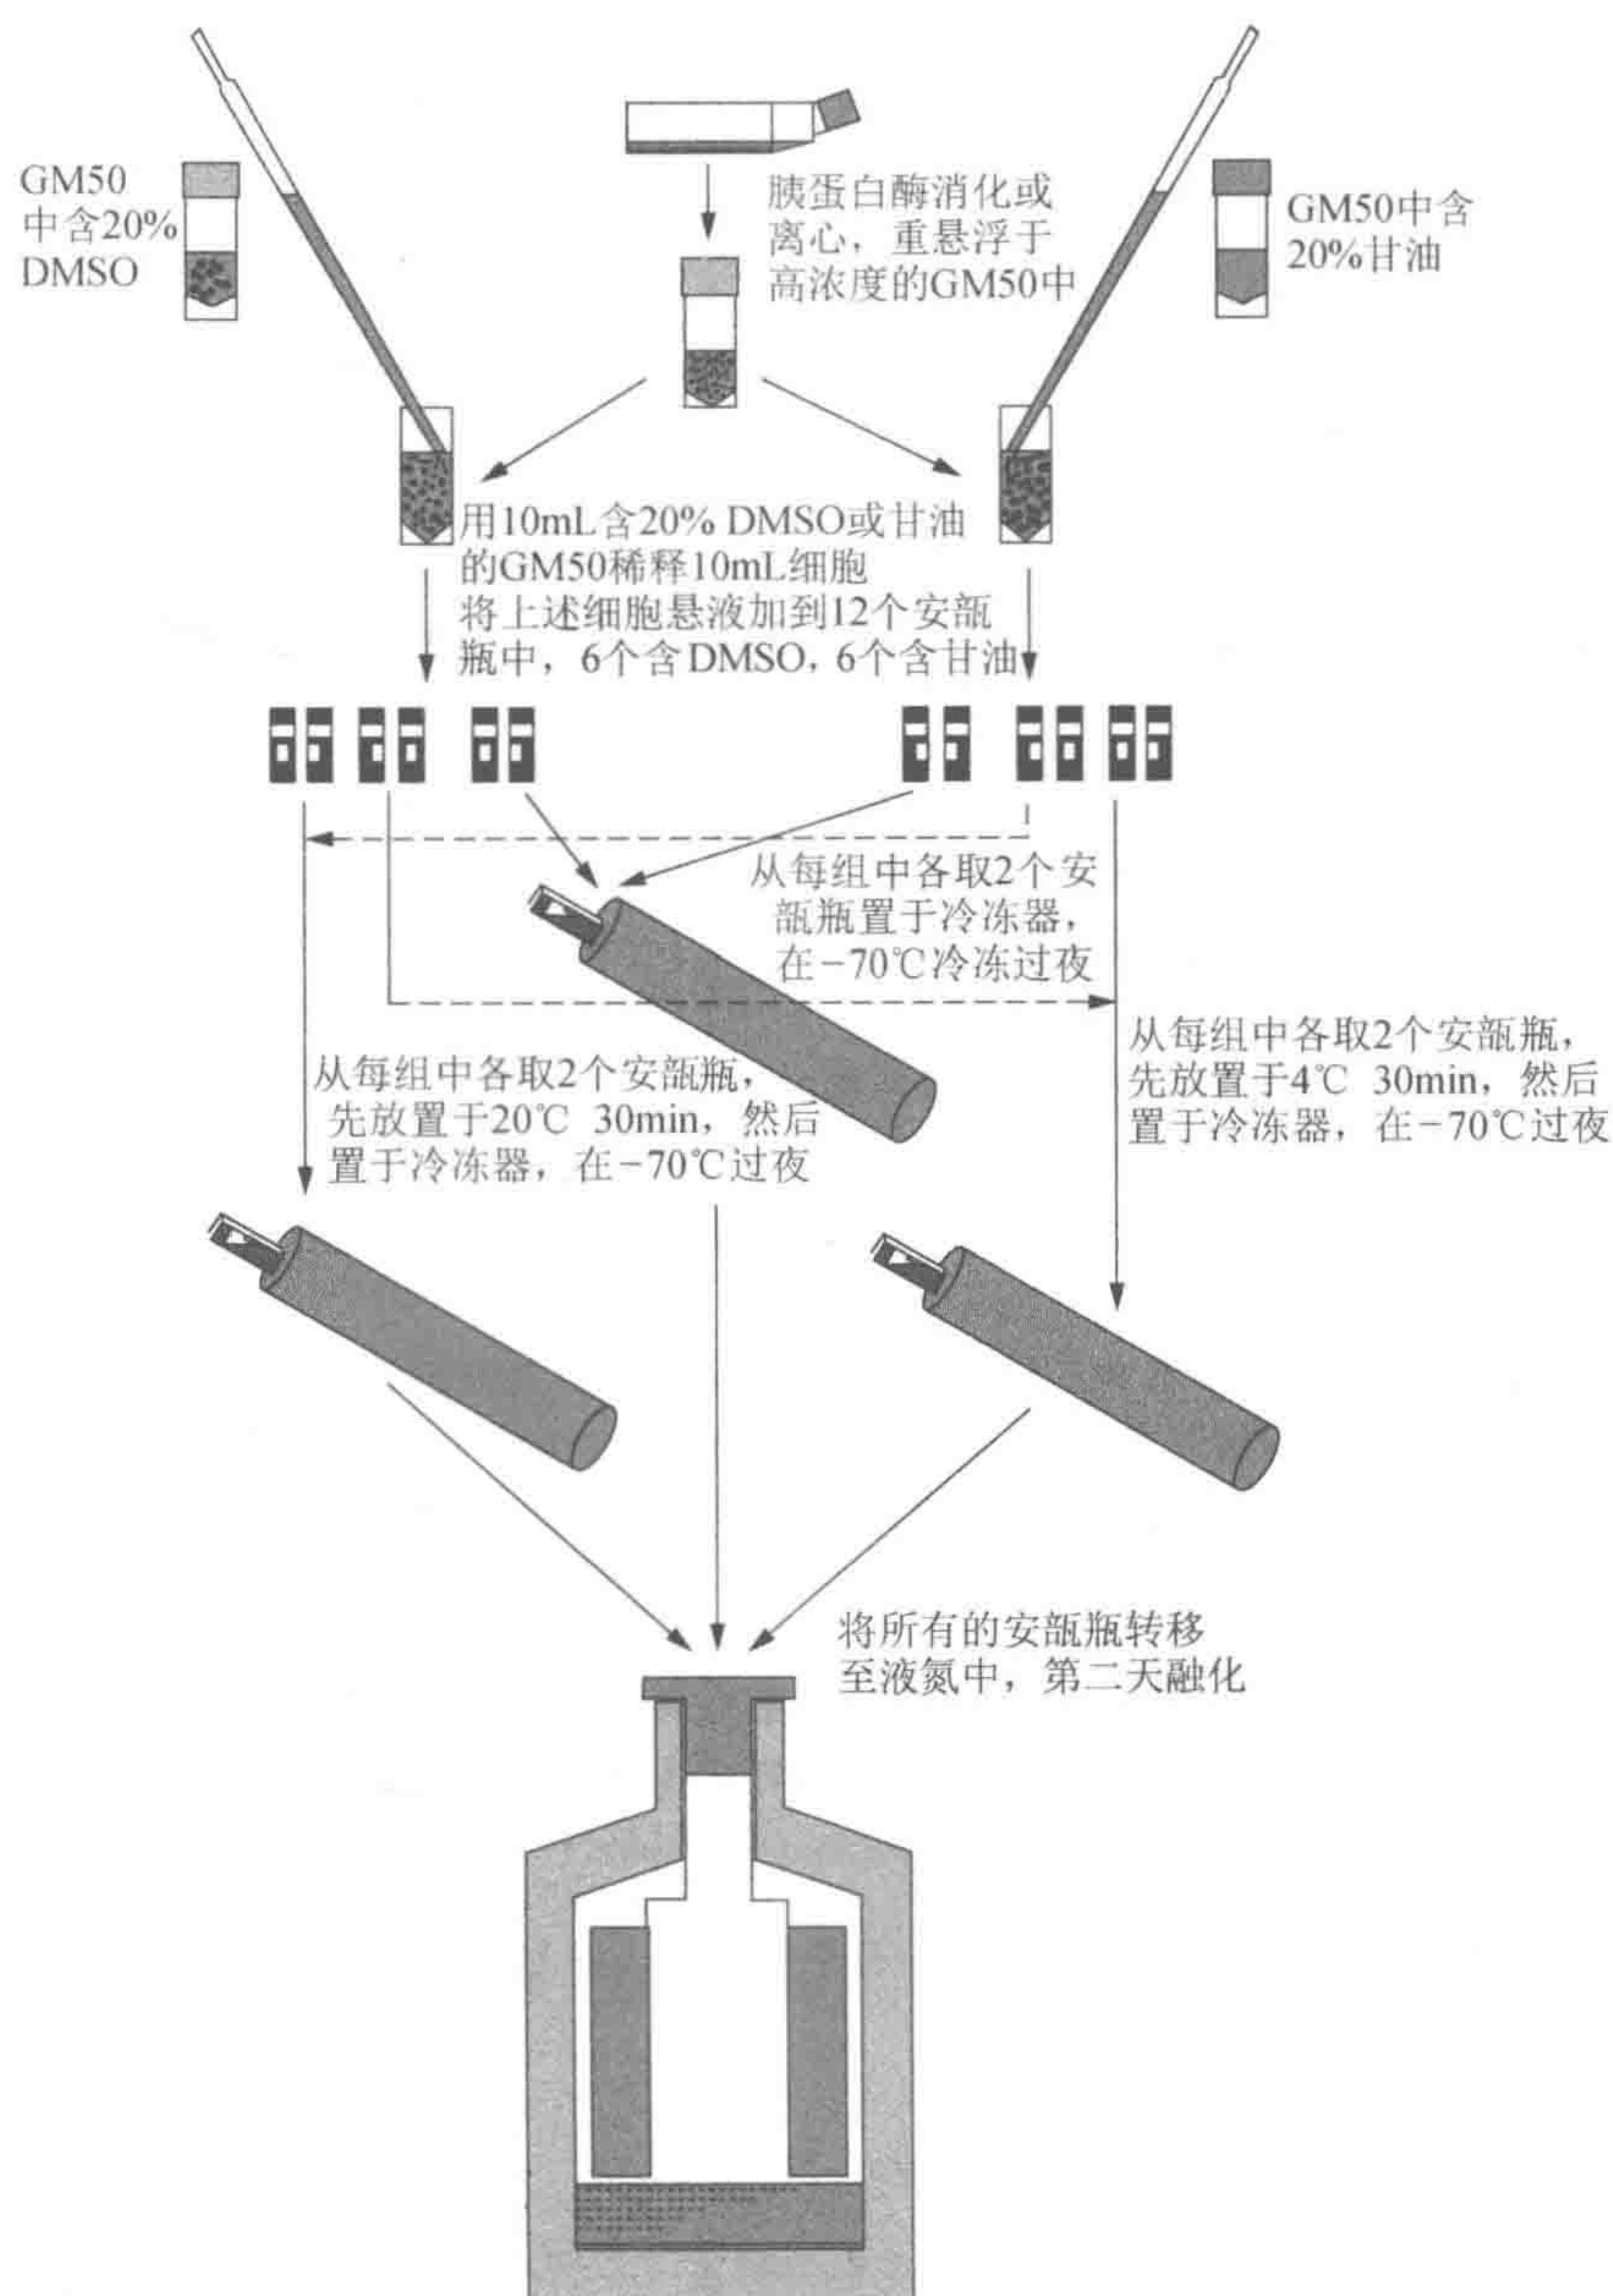 GM50
中含20%
DMSO
胰蛋白酶消化或
离心，重悬浮于
高浓度的GM50中
GM50中含
20%甘油
用10mL含20% DMSO或甘油
的GM50稀释10mL细胞
将上述细胞悬液加到12个安瓿
瓶中，6个含DMSO，6个含甘油
从每组中各取2个安
瓿瓶置于冷冻器，
在−70℃冷冻过夜
从每组中各取2个安瓿瓶，
先放置于20℃ 30min，然后
置于冷冻器，在−70℃过夜
从每组中各取2个安瓿瓶，
先放置于4℃ 30min，然后
置于冷冻器，在−70℃过夜
将所有的安瓿瓶转移
至液氮中，第二天融化